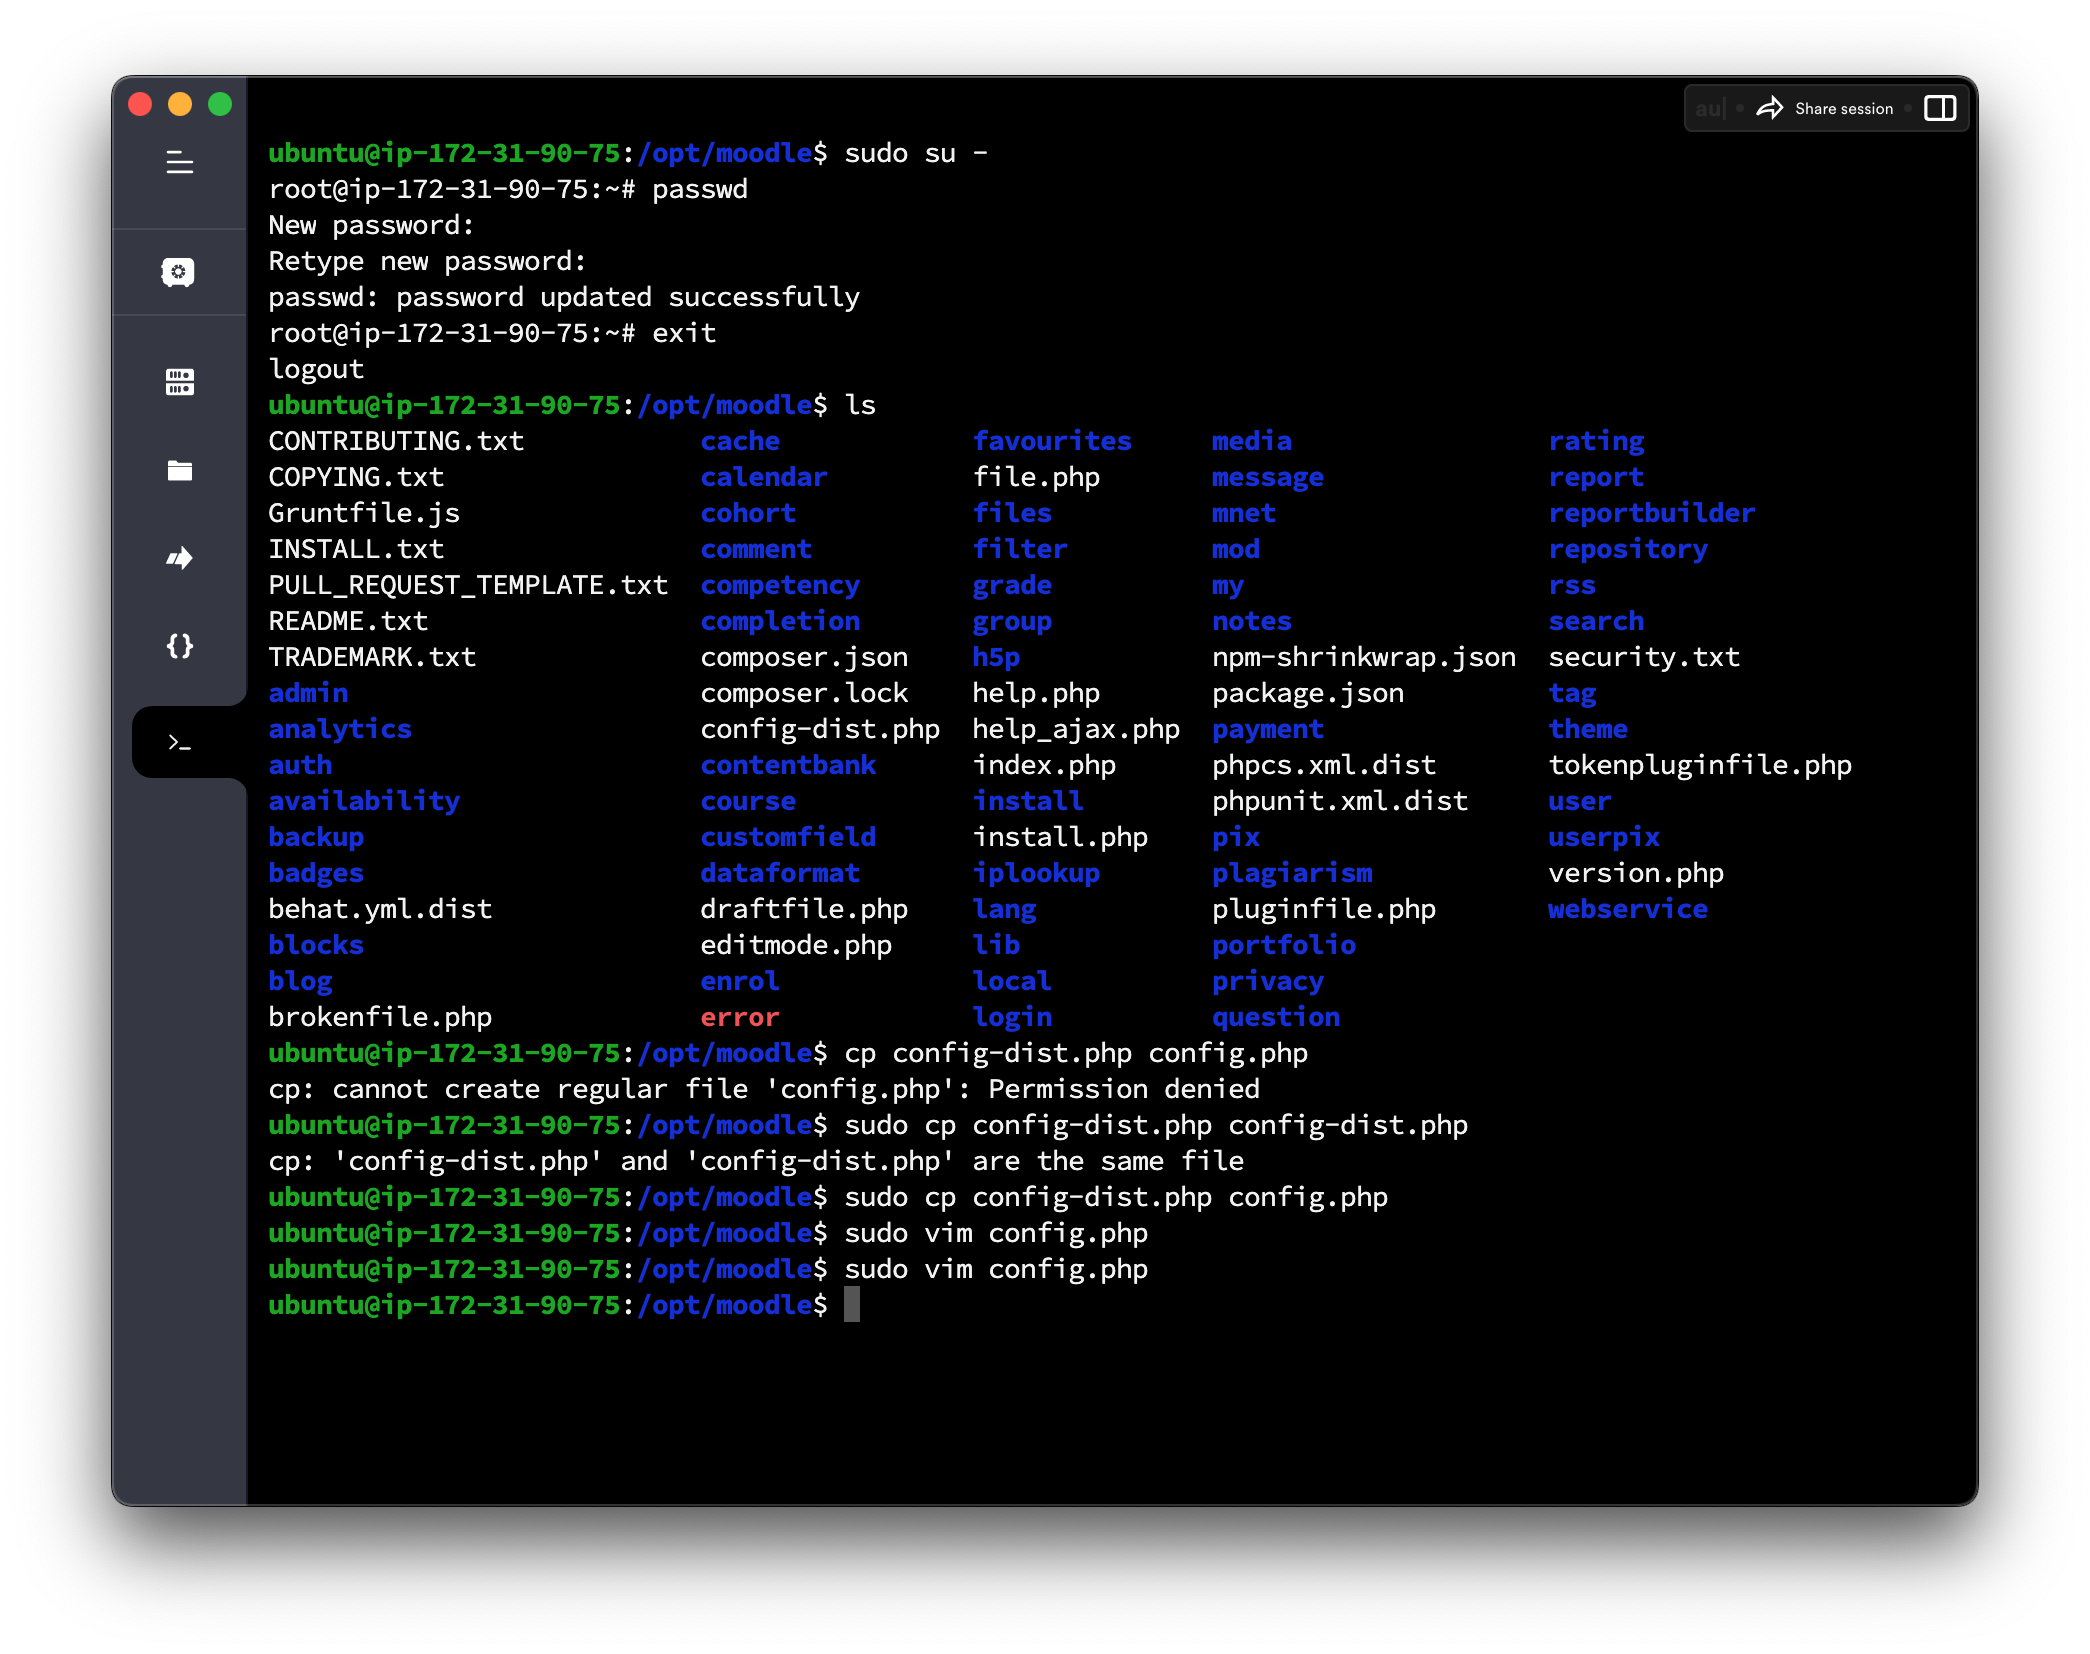 au| • Share session •
ubuntu@ip-172-31-90-75:/opt/moodle$ sudo su -
root@ip-172-31-90-75:~# passwd
New password:
Retype new password:
passwd: password updated successfully
root@ip-172-31-90-75:~# exit
logout
ubuntu@ip-172-31-90-75:/opt/moodle$ ls
CONTRIBUTING.txt cache favourites media rating
COPYING.txt calendar file.php message report
Gruntfile.js cohort files mnet reportbuilder
INSTALL.txt comment filter mod repository
PULL_REQUEST_TEMPLATE.txt competency grade my rss
README.txt completion group notes search
TRADEMARK.txt composer.json h5p npm-shrinkwrap.json security.txt
admin composer.lock help.php package.json tag
analytics config-dist.php help_ajax.php payment theme
auth contentbank index.php phpcs.xml.dist tokenpluginfile.php
availability course install phpunit.xml.dist user
backup customfield install.php pix userpix
badges dataformat iplookup plagiarism version.php
behat.yml.dist draftfile.php lang pluginfile.php webservice
blocks editmode.php lib portfolio
blog enrol local privacy
brokenfile.php error login question
ubuntu@ip-172-31-90-75:/opt/moodle$ cp config-dist.php config.php
cp: cannot create regular file 'config.php': Permission denied
ubuntu@ip-172-31-90-75:/opt/moodle$ sudo cp config-dist.php config-dist.php
cp: 'config-dist.php' and 'config-dist.php' are the same file
ubuntu@ip-172-31-90-75:/opt/moodle$ sudo cp config-dist.php config.php
ubuntu@ip-172-31-90-75:/opt/moodle$ sudo vim config.php
ubuntu@ip-172-31-90-75:/opt/moodle$ sudo vim config.php
ubuntu@ip-172-31-90-75:/opt/moodle$